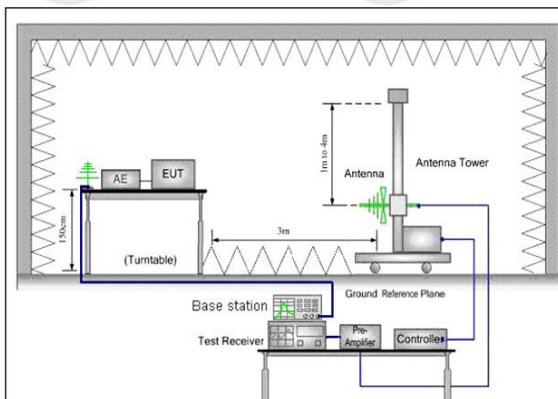 1m to 4m
Antenna
Antenna Tower
AE
EUT
150cm
(Turntable)
3m
Ground Reference Plane
Base station
Test Receiver
Pre-
Amplifier
Controller